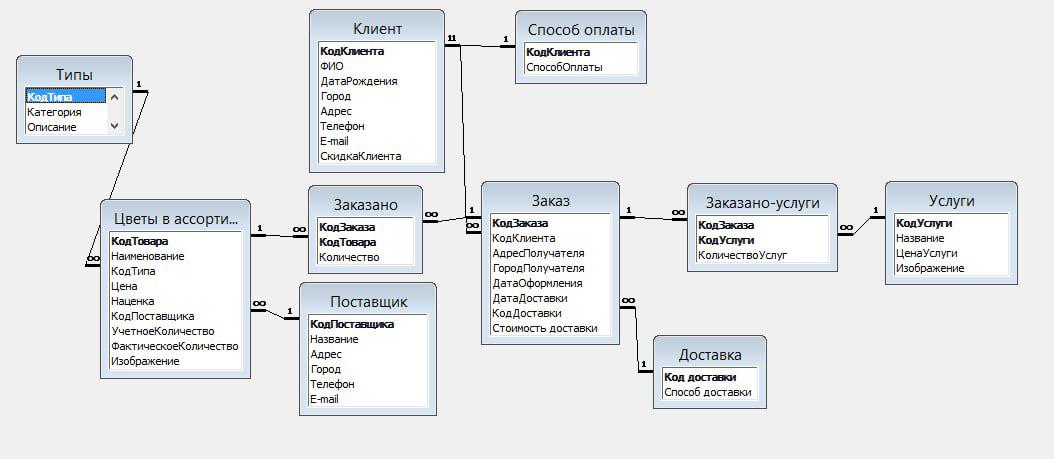 Типы
КодТипа
Категория
Описание
Клиент
КодКлиента
ФИО
ДатаРождения
Город
Адрес
Телефон
E-mail
СкидкаКлиента
Способ оплаты
КодКлиента
СпособОплаты
1
11
1
Цветы в ассорти...
КодТовара
Наименование
КодТипа
Цена
Наценка
КодПоставщика
УчетноеКоличество
ФактическоеКоличество
Изображение
∞
1
∞
∞
1
Заказано
КодЗаказа
КодТовара
Количество
∞
1
∞
Поставщик
КодПоставщика
Название
Адрес
Город
Телефон
E-mail
Заказ
КодЗаказа
КодКлиента
АдресПолучателя
ГородПолучателя
ДатаОформления
ДатаДоставки
КодДоставки
Стоимость доставки
1
∞
∞
1
Заказано-услуги
КодЗаказа
КодУслуги
КоличествоУслуг
∞
1
Услуги
КодУслуги
Название
ЦенаУслуги
Изображение
Доставка
Код доставки
Способ доставки